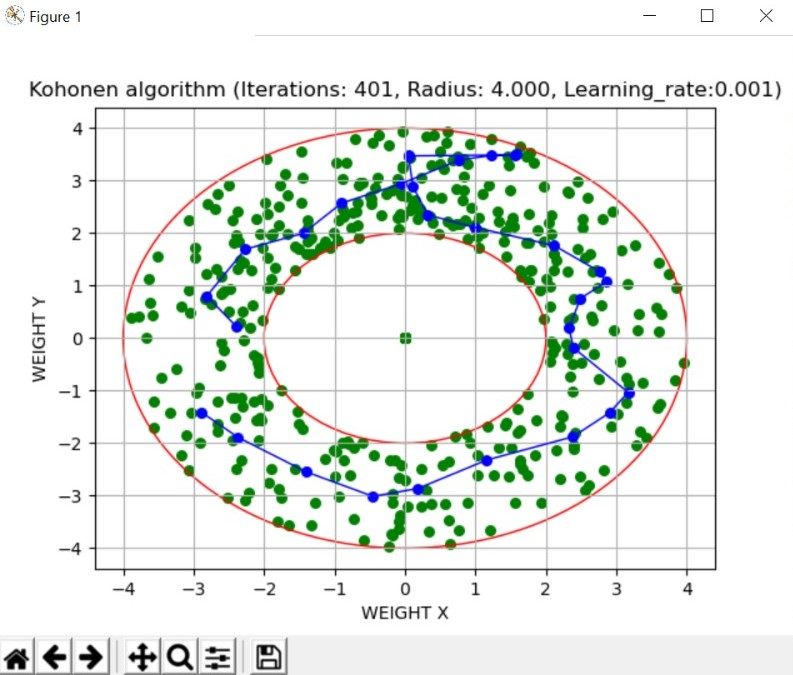 Figure 1
Kohonen algorithm (Iterations: 401, Radius: 4.000, Learning_rate:0.001)
4
3
2
1
0
−1
−2
−3
−4
WEIGHT Y
−4 −3 −2 −1 0 1 2 3 4
WEIGHT X